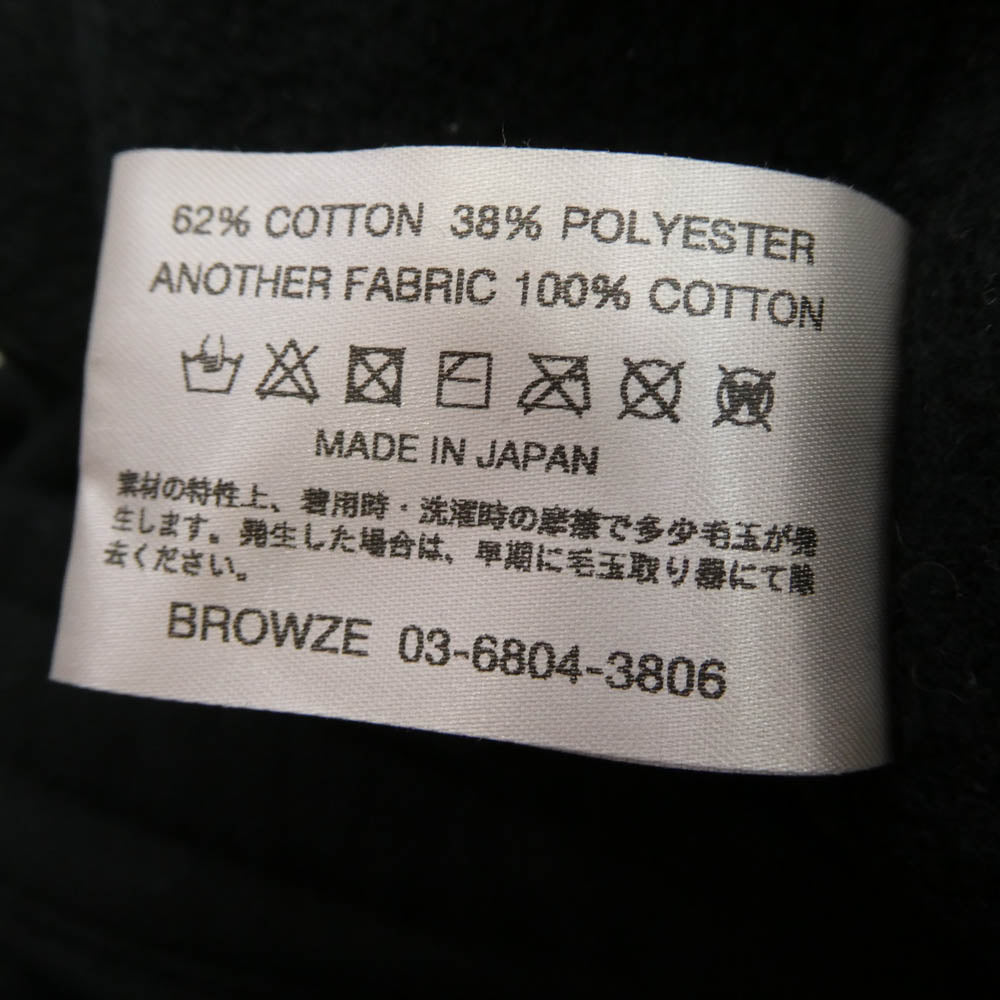 62% COTTON 38% POLYESTER
ANOTHER FABRIC 100% COTTON
W
MADE IN JAPAN
素材の特性上、着用時・洗濯時の摩擦で多少毛玉が発
生します。発生した場合は、早期に毛玉取り器にて除
去ください。
BROWZE 03-6804-3806